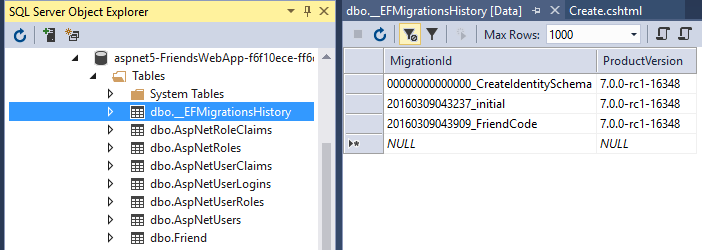 SQL Server Object Explorer
aspnet5-FriendsWebApp-f6f10ece-ff6
Tables
System Tables
dbo.__EFMigrationsHistory
dbo.AspNetRoleClaims
dbo.AspNetRoles
dbo.AspNetUserClaims
dbo.AspNetUserLogins
dbo.AspNetUserRoles
dbo.AspNetUsers
dbo.Friend
dbo.__EFMigrationsHistory [Data] Create.cshtml
Max Rows: 1000
MigrationId ProductVersion
00000000000000_CreateIdentitySchema 7.0.0-rc1-16348
20160309043237_initial 7.0.0-rc1-16348
20160309043909_FriendCode 7.0.0-rc1-16348
NULL NULL